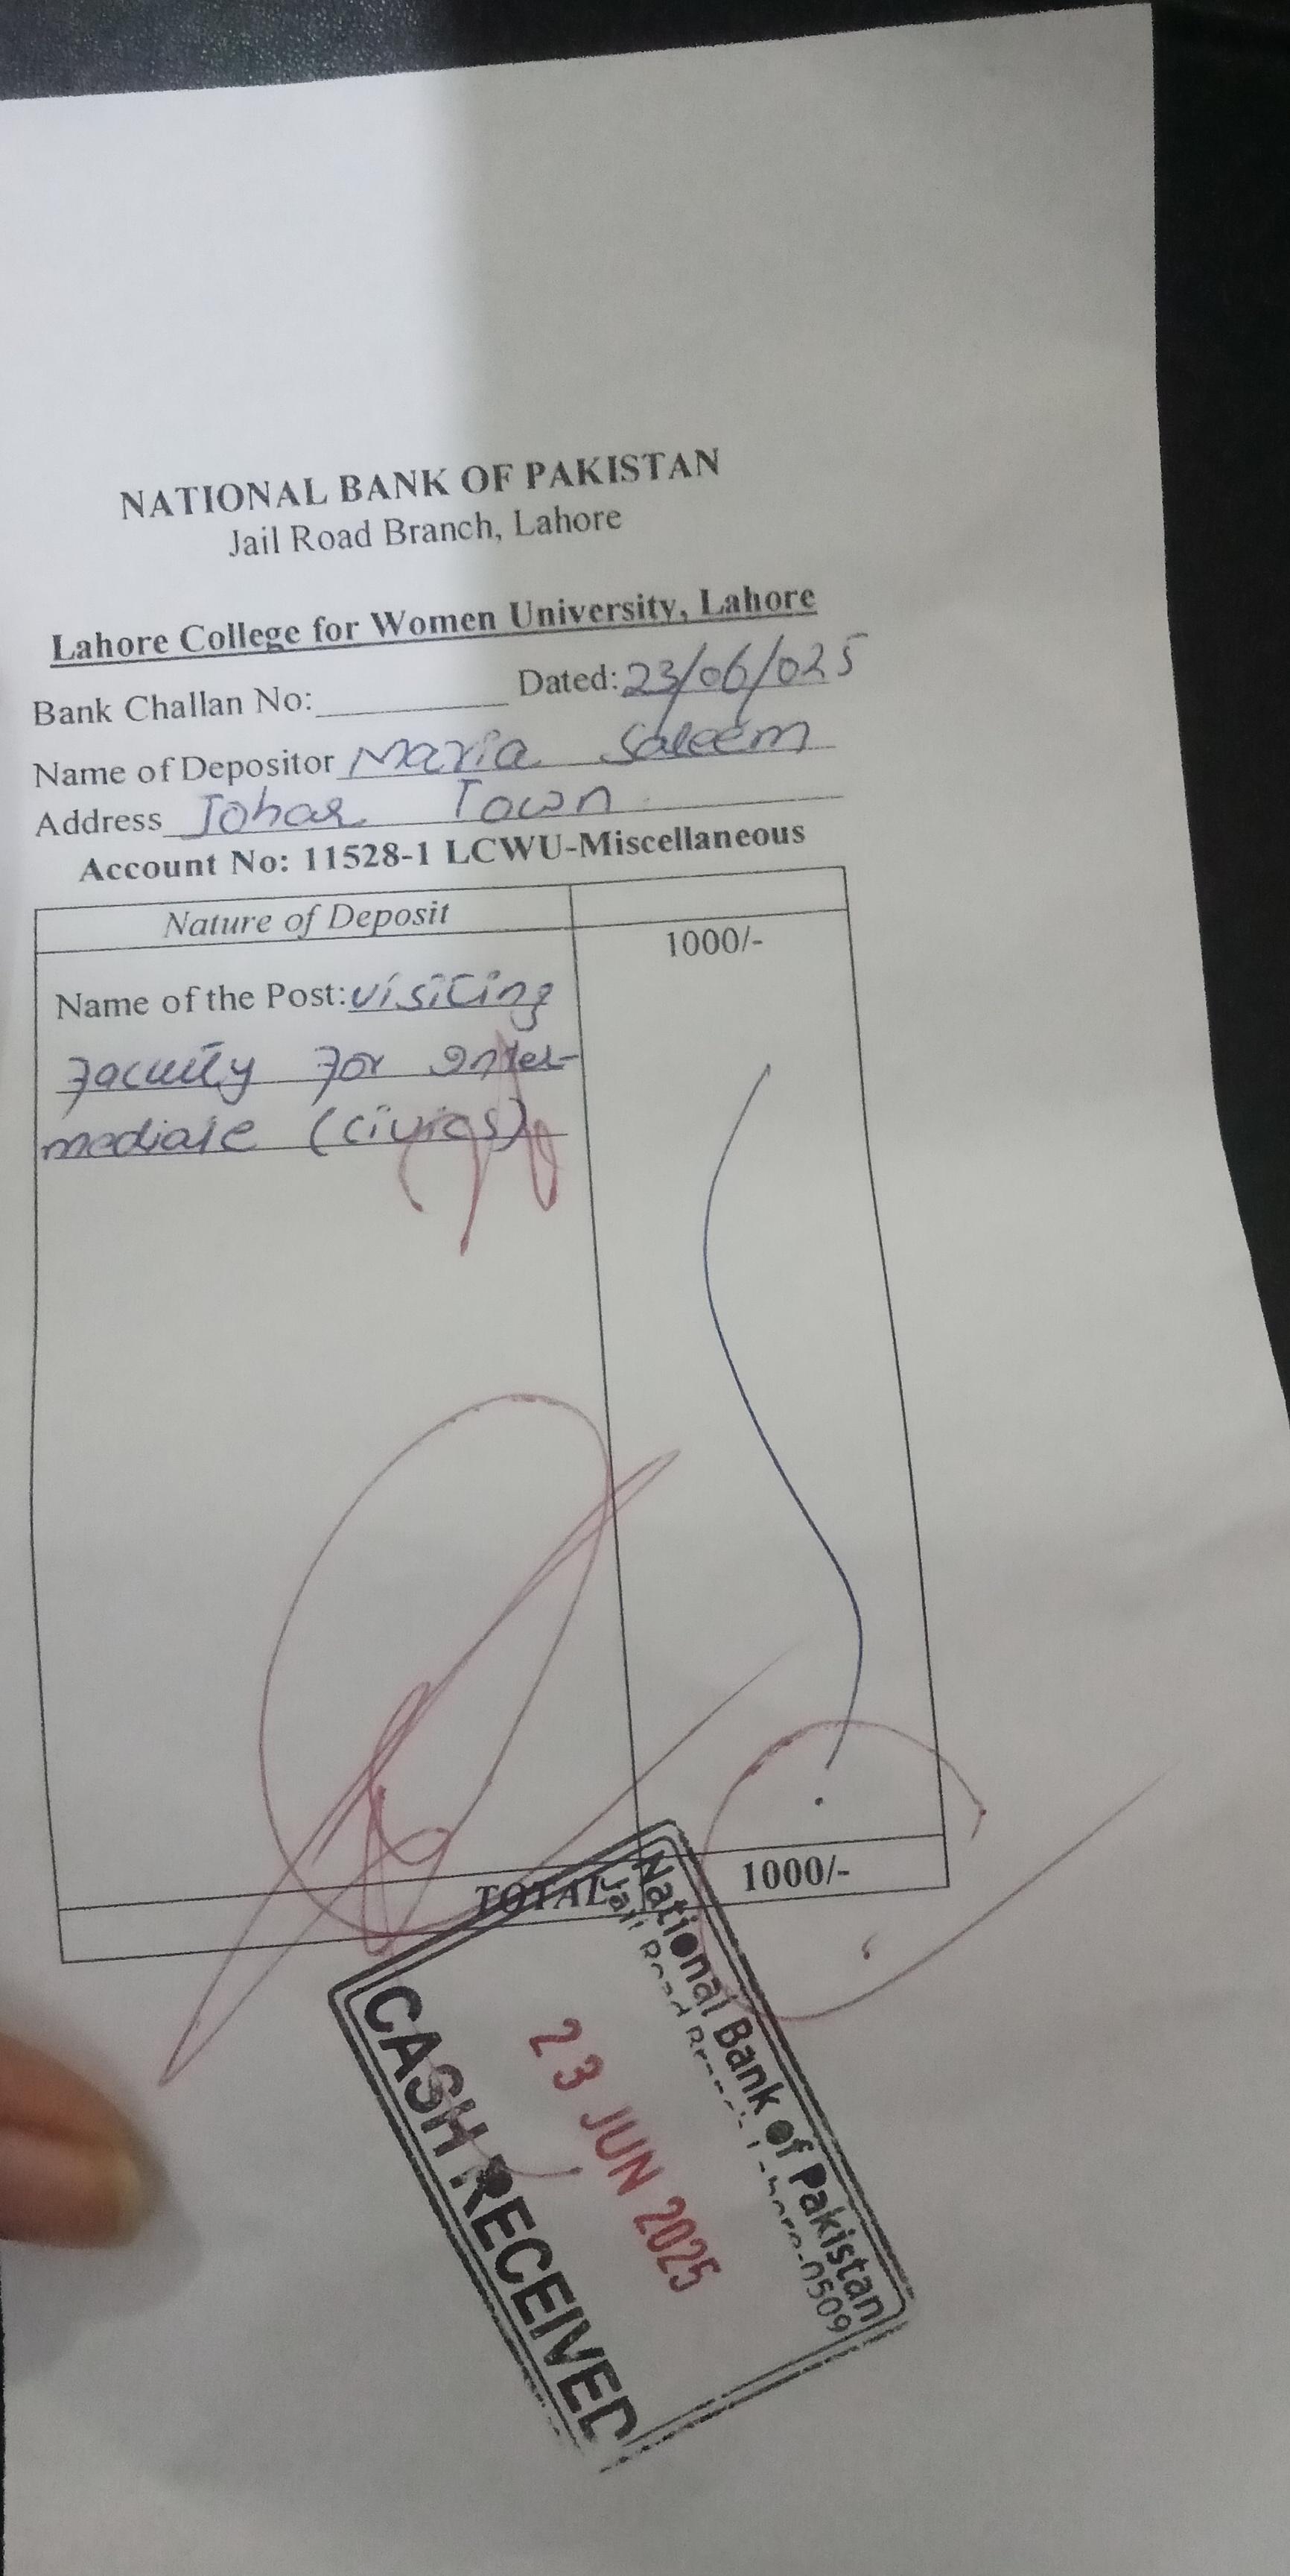 NATIONAL BANK OF PAKISTAN
Jail Road Branch, Lahore
Lahore College for Women University, Lahore
Bank Challan No: Dated: 23/06/025
Name of Depositor Maria Saleem
Address Johar Town
Account No: 11528-1 LCWU-Miscellaneous
Nature of Deposit
1000/-
Name of the Post: visiting
Faculty For Inter-
mediate (civics)
TOTAL 1000/-
National Bank of Pakistan
Jail Road Branch Lahore-0509
23 JUN 2025
CASH RECEIVED